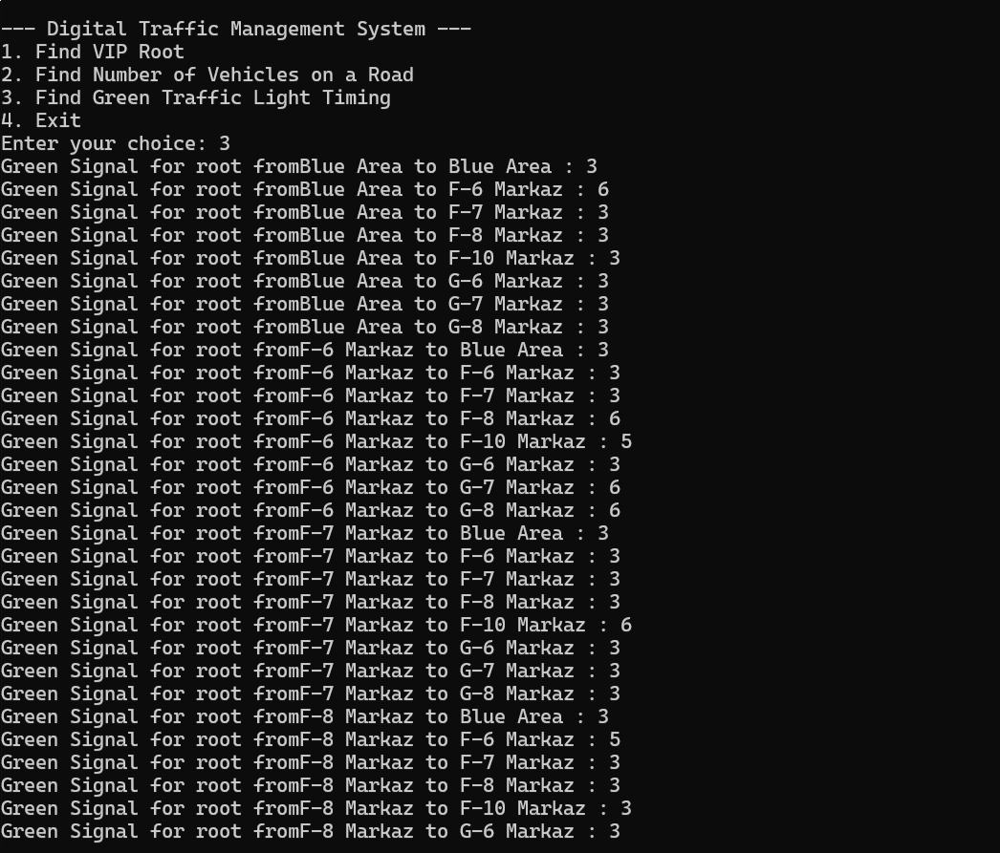 --- Digital Traffic Management System ---
1. Find VIP Root
2. Find Number of Vehicles on a Road
3. Find Green Traffic Light Timing
4. Exit
Enter your choice: 3
Green Signal for root fromBlue Area to Blue Area : 3
Green Signal for root fromBlue Area to F-6 Markaz : 6
Green Signal for root fromBlue Area to F-7 Markaz : 3
Green Signal for root fromBlue Area to F-8 Markaz : 3
Green Signal for root fromBlue Area to F-10 Markaz : 3
Green Signal for root fromBlue Area to G-6 Markaz : 3
Green Signal for root fromBlue Area to G-7 Markaz : 3
Green Signal for root fromBlue Area to G-8 Markaz : 3
Green Signal for root fromF-6 Markaz to Blue Area : 3
Green Signal for root fromF-6 Markaz to F-6 Markaz : 3
Green Signal for root fromF-6 Markaz to F-7 Markaz : 3
Green Signal for root fromF-6 Markaz to F-8 Markaz : 6
Green Signal for root fromF-6 Markaz to F-10 Markaz : 5
Green Signal for root fromF-6 Markaz to G-6 Markaz : 3
Green Signal for root fromF-6 Markaz to G-7 Markaz : 6
Green Signal for root fromF-6 Markaz to G-8 Markaz : 6
Green Signal for root fromF-7 Markaz to Blue Area : 3
Green Signal for root fromF-7 Markaz to F-6 Markaz : 3
Green Signal for root fromF-7 Markaz to F-7 Markaz : 3
Green Signal for root fromF-7 Markaz to F-8 Markaz : 3
Green Signal for root fromF-7 Markaz to F-10 Markaz : 6
Green Signal for root fromF-7 Markaz to G-6 Markaz : 3
Green Signal for root fromF-7 Markaz to G-7 Markaz : 3
Green Signal for root fromF-7 Markaz to G-8 Markaz : 3
Green Signal for root fromF-8 Markaz to Blue Area : 3
Green Signal for root fromF-8 Markaz to F-6 Markaz : 5
Green Signal for root fromF-8 Markaz to F-7 Markaz : 3
Green Signal for root fromF-8 Markaz to F-8 Markaz : 3
Green Signal for root fromF-8 Markaz to F-10 Markaz : 3
Green Signal for root fromF-8 Markaz to G-6 Markaz : 3